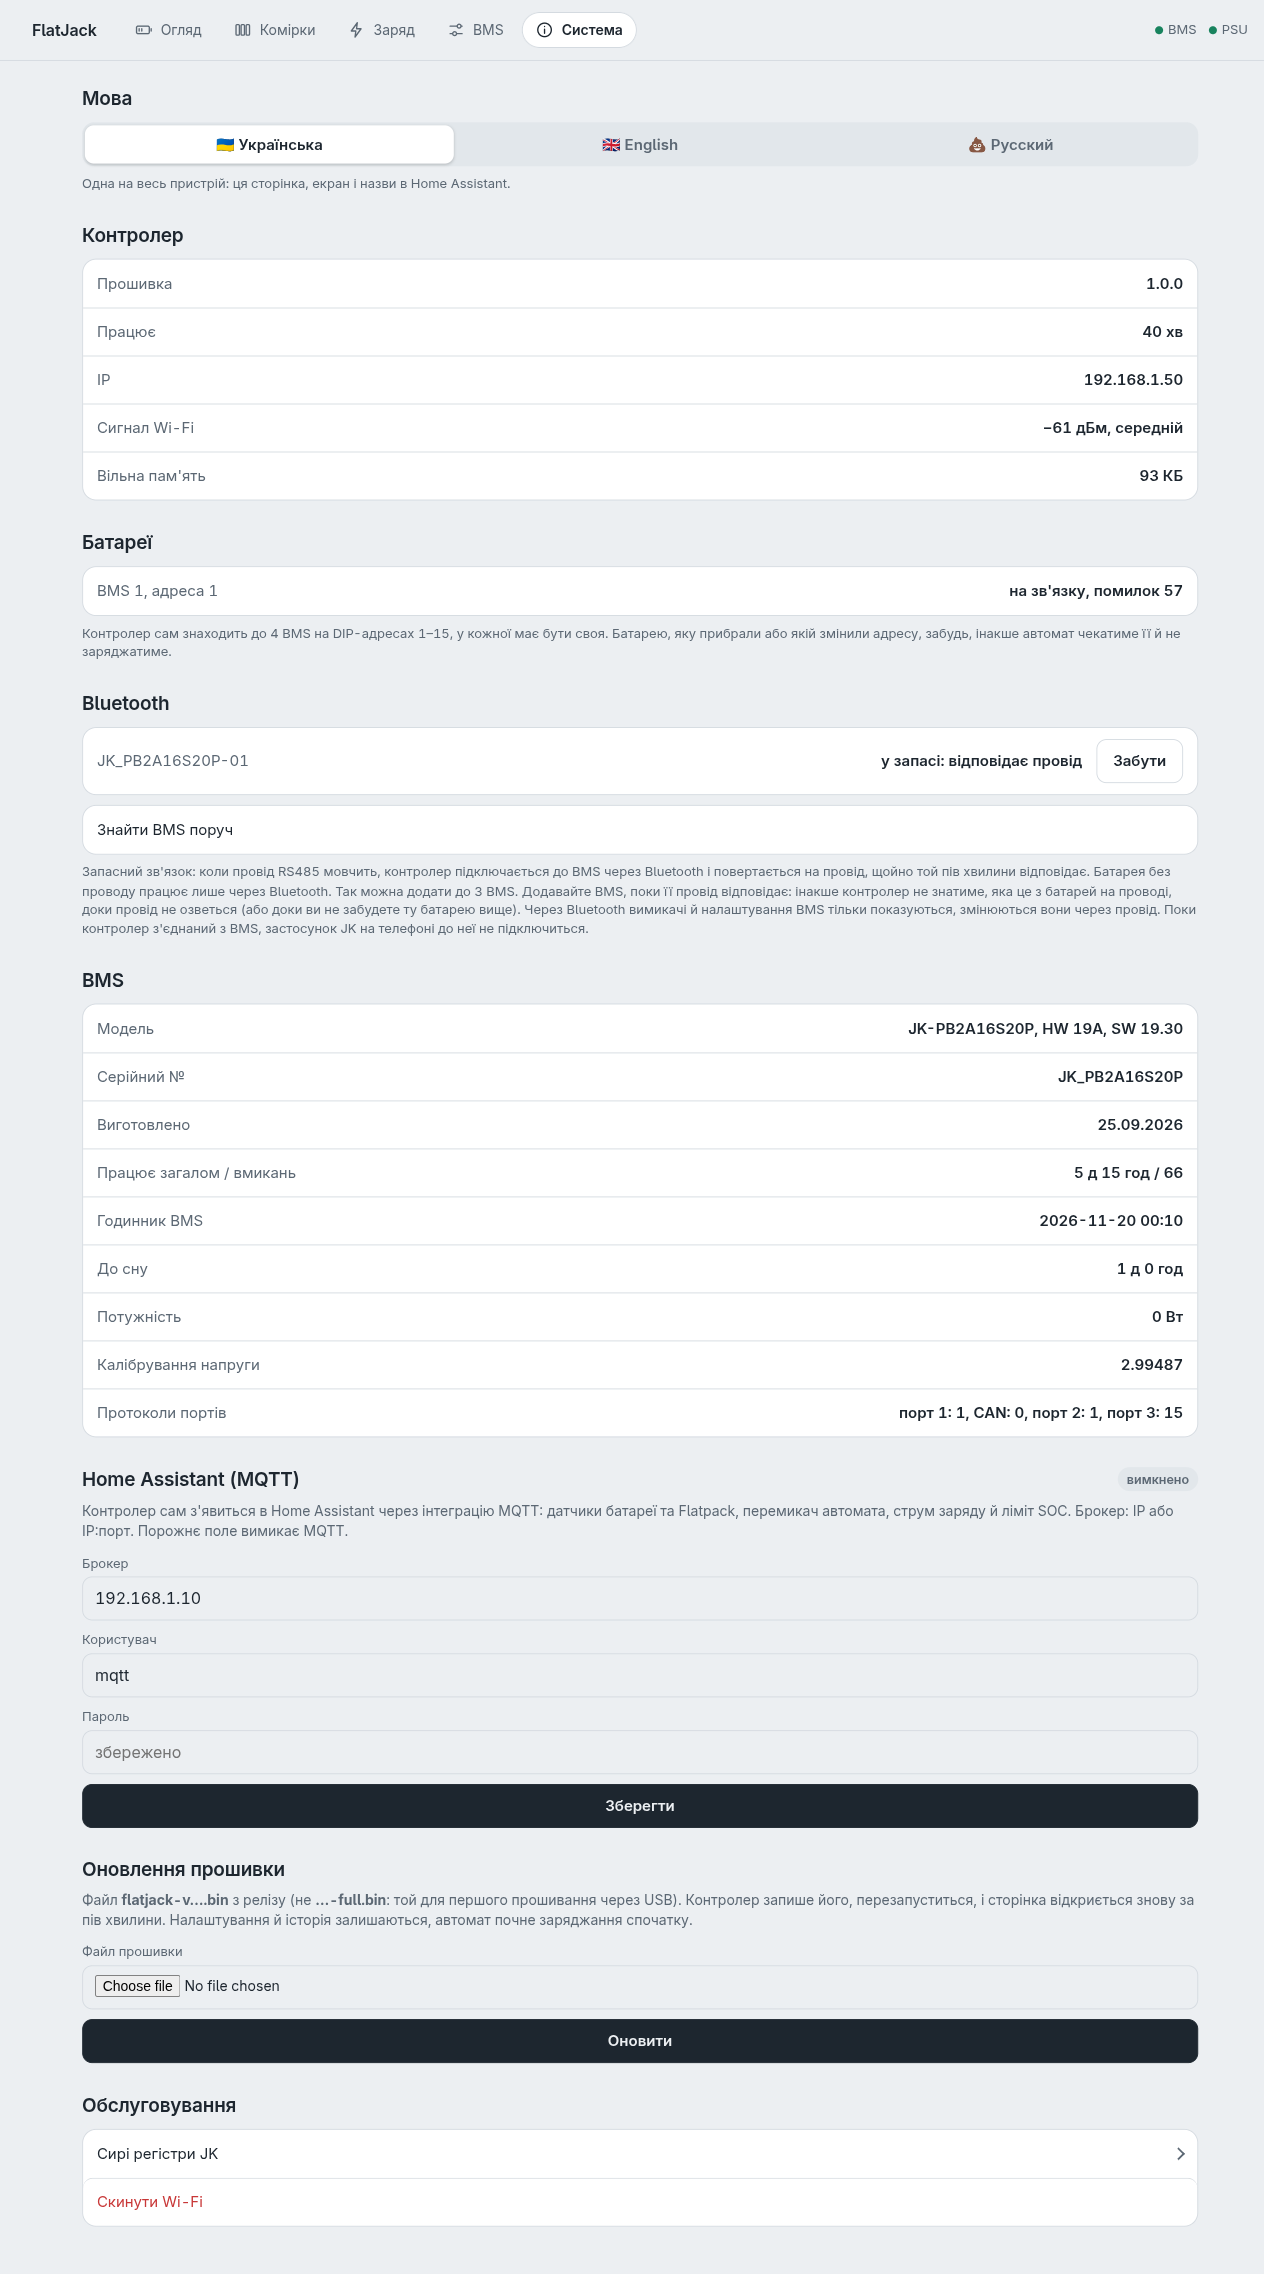 FlatJack Огляд Комірки Заряд BMS Система BMS PSU
Мова
🇺🇦 Українська 🇬🇧 English 💩 Русский
Одна на весь пристрій: ця сторінка, екран і назви в Home Assistant.
Контролер
Прошивка 1.0.0
Працює 40 хв
IP 192.168.1.50
Сигнал Wi-Fi −61 дБм, середній
Вільна пам'ять 93 КБ
Батареї
BMS 1, адреса 1 на зв'язку, помилок 57
Контролер сам знаходить до 4 BMS на DIP-адресах 1–15, у кожної має бути своя. Батарею, яку прибрали або якій змінили адресу, забудь, інакше автомат чекатиме її й не
заряджатиме.
Bluetooth
JK_PB2A16S20P-01 у запасі: відповідає провід Забути
Знайти BMS поруч
Запасний зв'язок: коли провід RS485 мовчить, контролер підключається до BMS через Bluetooth і повертається на провід, щойно той пів хвилини відповідає. Батарея без
проводу працює лише через Bluetooth. Так можна додати до 3 BMS. Додавайте BMS, поки її провід відповідає: інакше контролер не знатиме, яка це з батарей на проводі,
доки провід не озветься (або доки ви не забудете ту батарею вище). Через Bluetooth вимикачі й налаштування BMS тільки показуються, змінюються вони через провід. Поки
контролер з'єднаний з BMS, застосунок JK на телефоні до неї не підключиться.
BMS
Модель JK-PB2A16S20P, HW 19A, SW 19.30
Серійний № JK_PB2A16S20P
Виготовлено 25.09.2026
Працює загалом / вмикань 5 д 15 год / 66
Годинник BMS 2026-11-20 00:10
До сну 1 д 0 год
Потужність 0 Вт
Калібрування напруги 2.99487
Протоколи портів порт 1: 1, CAN: 0, порт 2: 1, порт 3: 15
Home Assistant (MQTT) вимкнено
Контролер сам з'явиться в Home Assistant через інтеграцію MQTT: датчики батареї та Flatpack, перемикач автомата, струм заряду й ліміт SOC. Брокер: IP або
IP:порт. Порожнє поле вимикає MQTT.
Брокер
192.168.1.10
Користувач
mqtt
Пароль
збережено
Зберегти
Оновлення прошивки
Файл flatjack-v….bin з релізу (не …-full.bin: той для першого прошивання через USB). Контролер запише його, перезапуститься, і сторінка відкриється знову за
пів хвилини. Налаштування й історія залишаються, автомат почне заряджання спочатку.
Файл прошивки
Choose file No file chosen
Оновити
Обслуговування
Сирі регістри JK
Скинути Wi-Fi